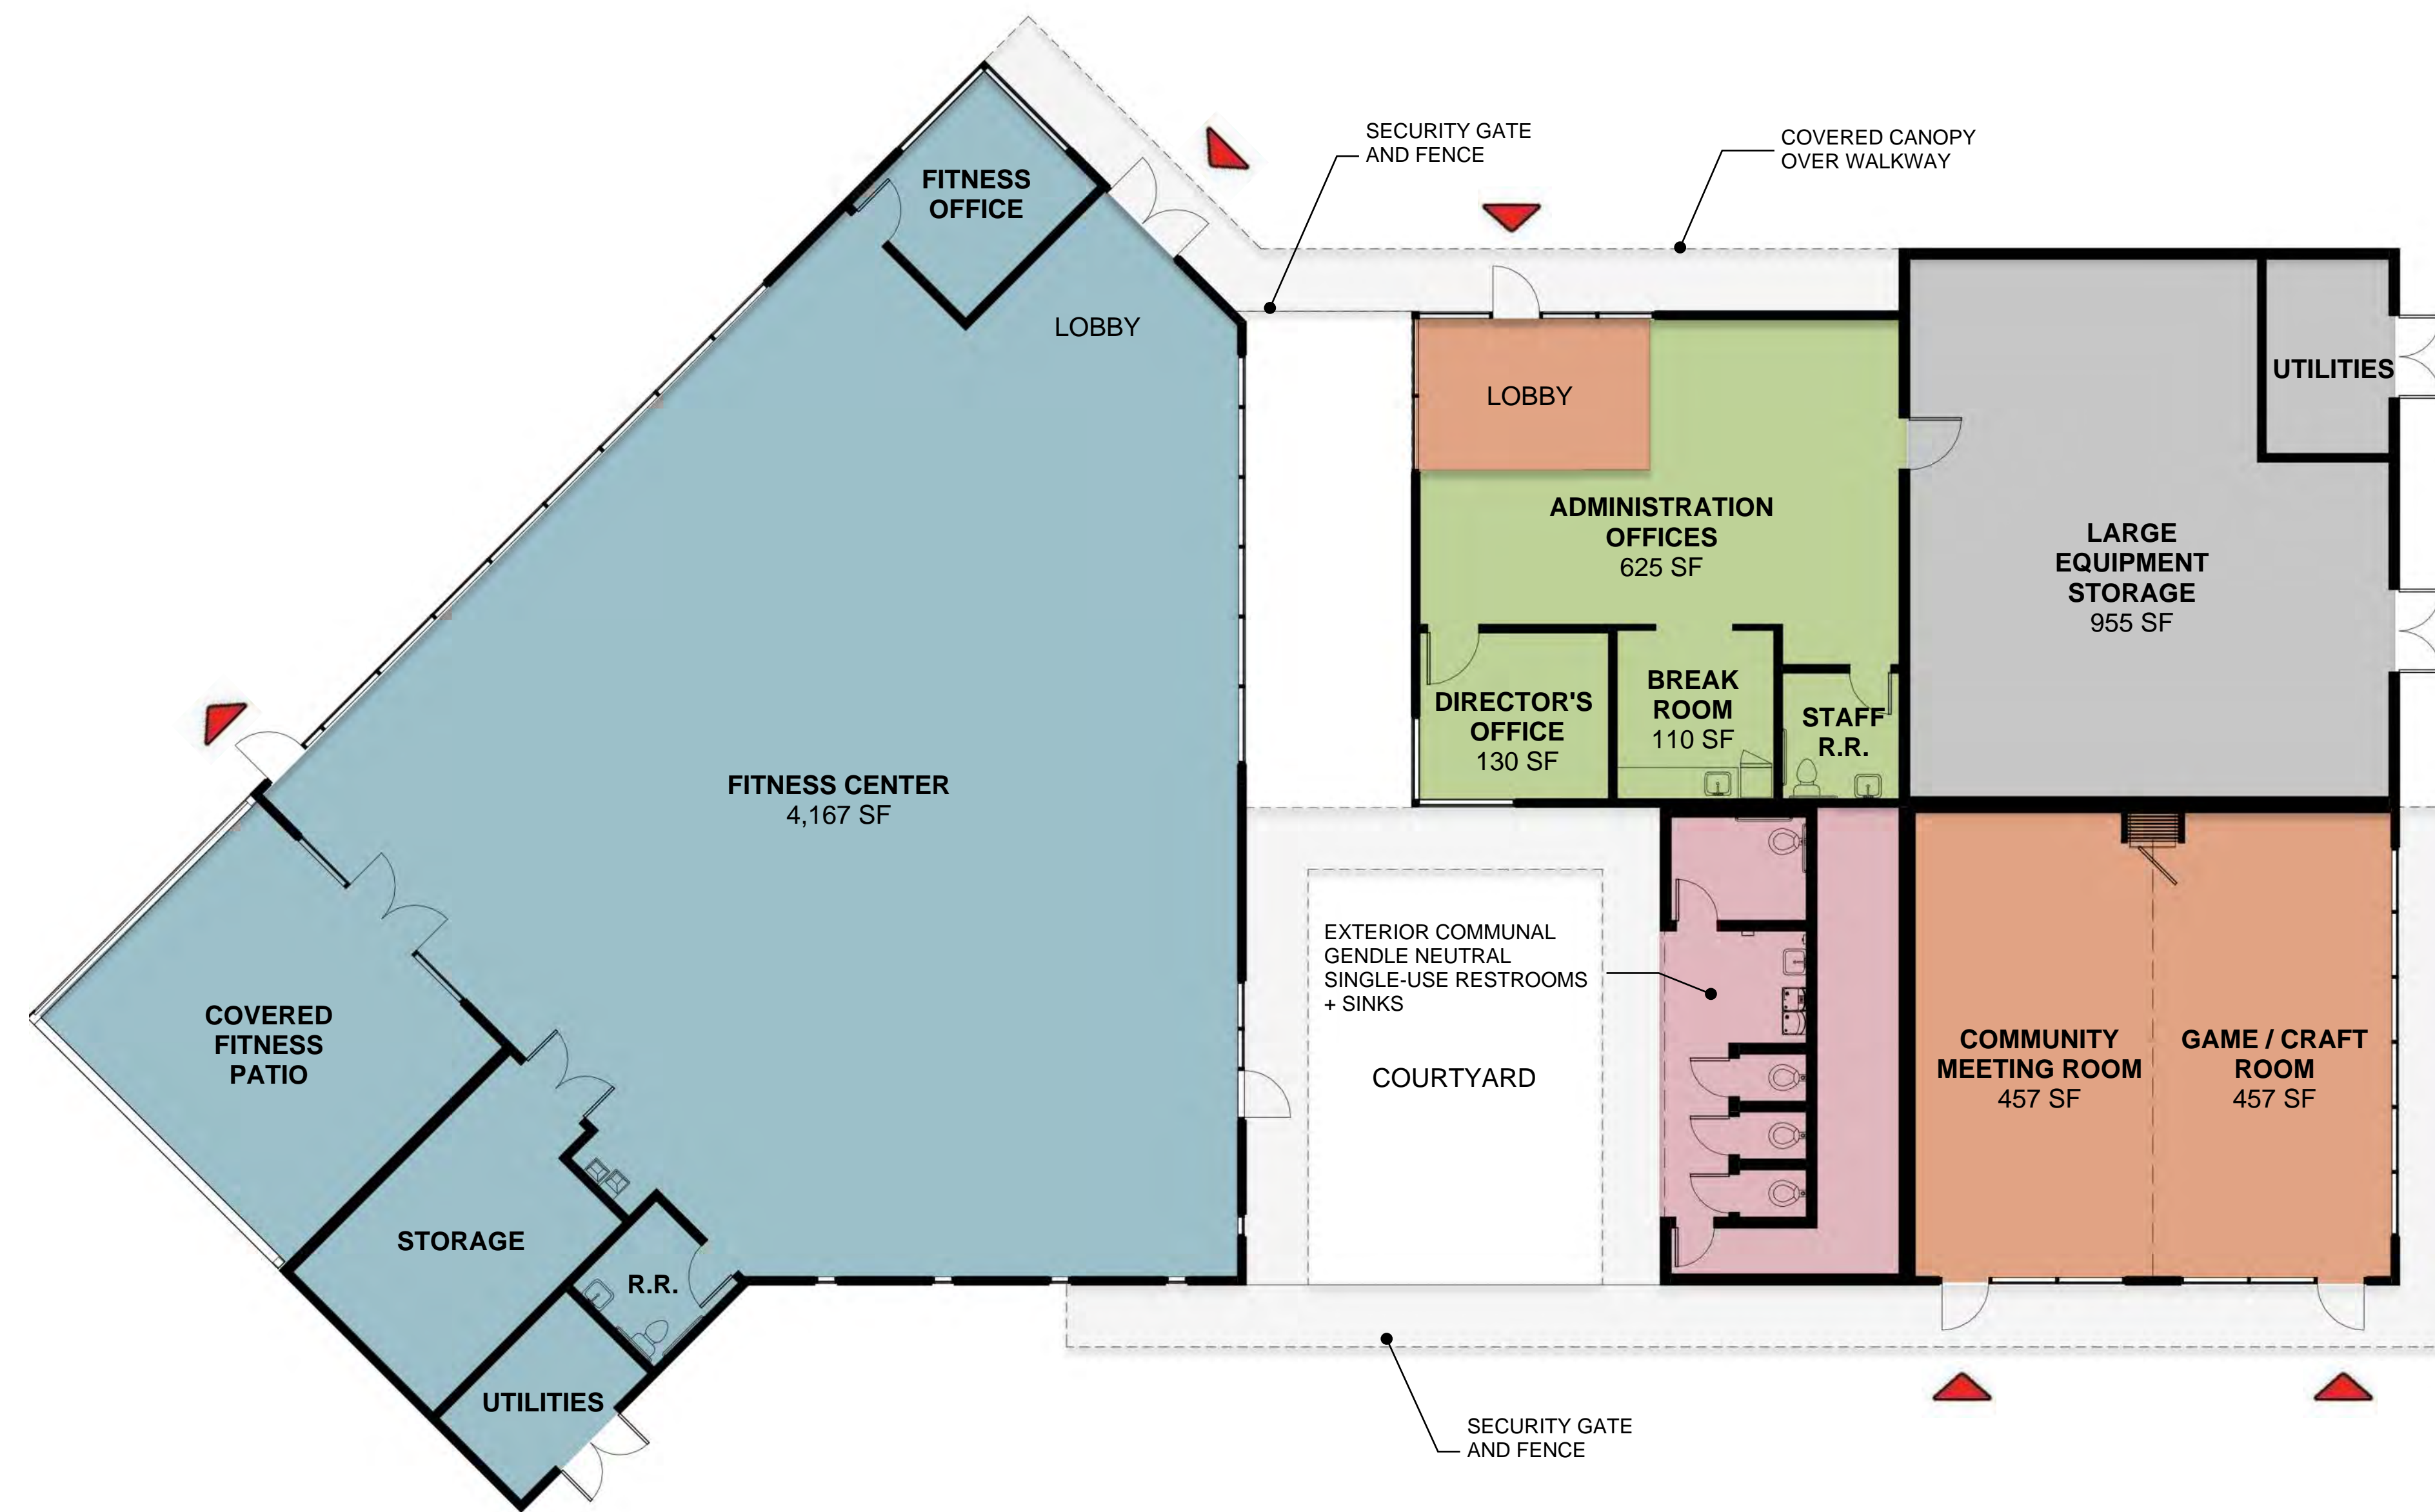 SECURITY GATE
AND FENCE
COVERED CANOPY
OVER WALKWAY
FITNESS
OFFICE
LOBBY
LOBBY
UTILITIES
ADMINISTRATION
OFFICES
625 SF
LARGE
EQUIPMENT
STORAGE
955 SF
DIRECTOR'S
OFFICE
130 SF
BREAK
ROOM
110 SF
STAFF
R.R.
FITNESS CENTER
4,167 SF
EXTERIOR COMMUNAL
GENDLE NEUTRAL
SINGLE-USE RESTROOMS
+ SINKS
COVERED
FITNESS
PATIO
COURTYARD
COMMUNITY
MEETING ROOM
457 SF
GAME / CRAFT
ROOM
457 SF
STORAGE
R.R.
UTILITIES
SECURITY GATE
AND FENCE